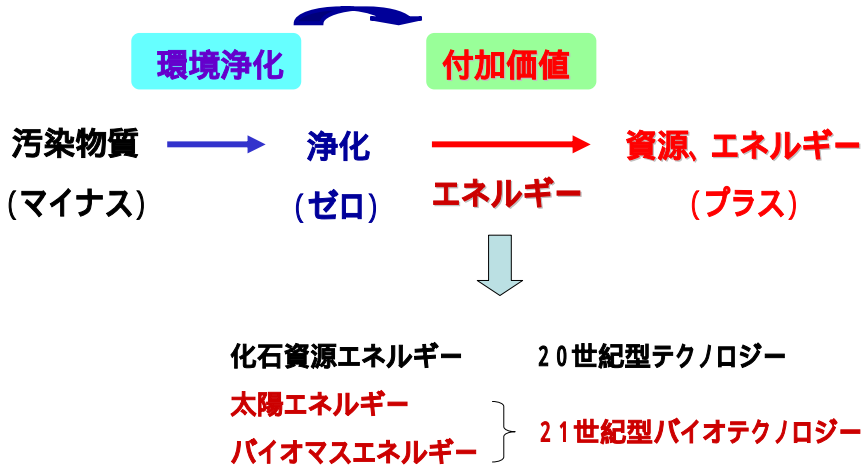 環境浄化 付加価値
汚染物質 浄化 資源、エネルギー
(マイナス) (ゼロ) エネルギー (プラス)
化石資源エネルギー 20世紀型テクノロジー
太陽エネルギー
バイオマスエネルギー 21世紀型バイオテクノロジー